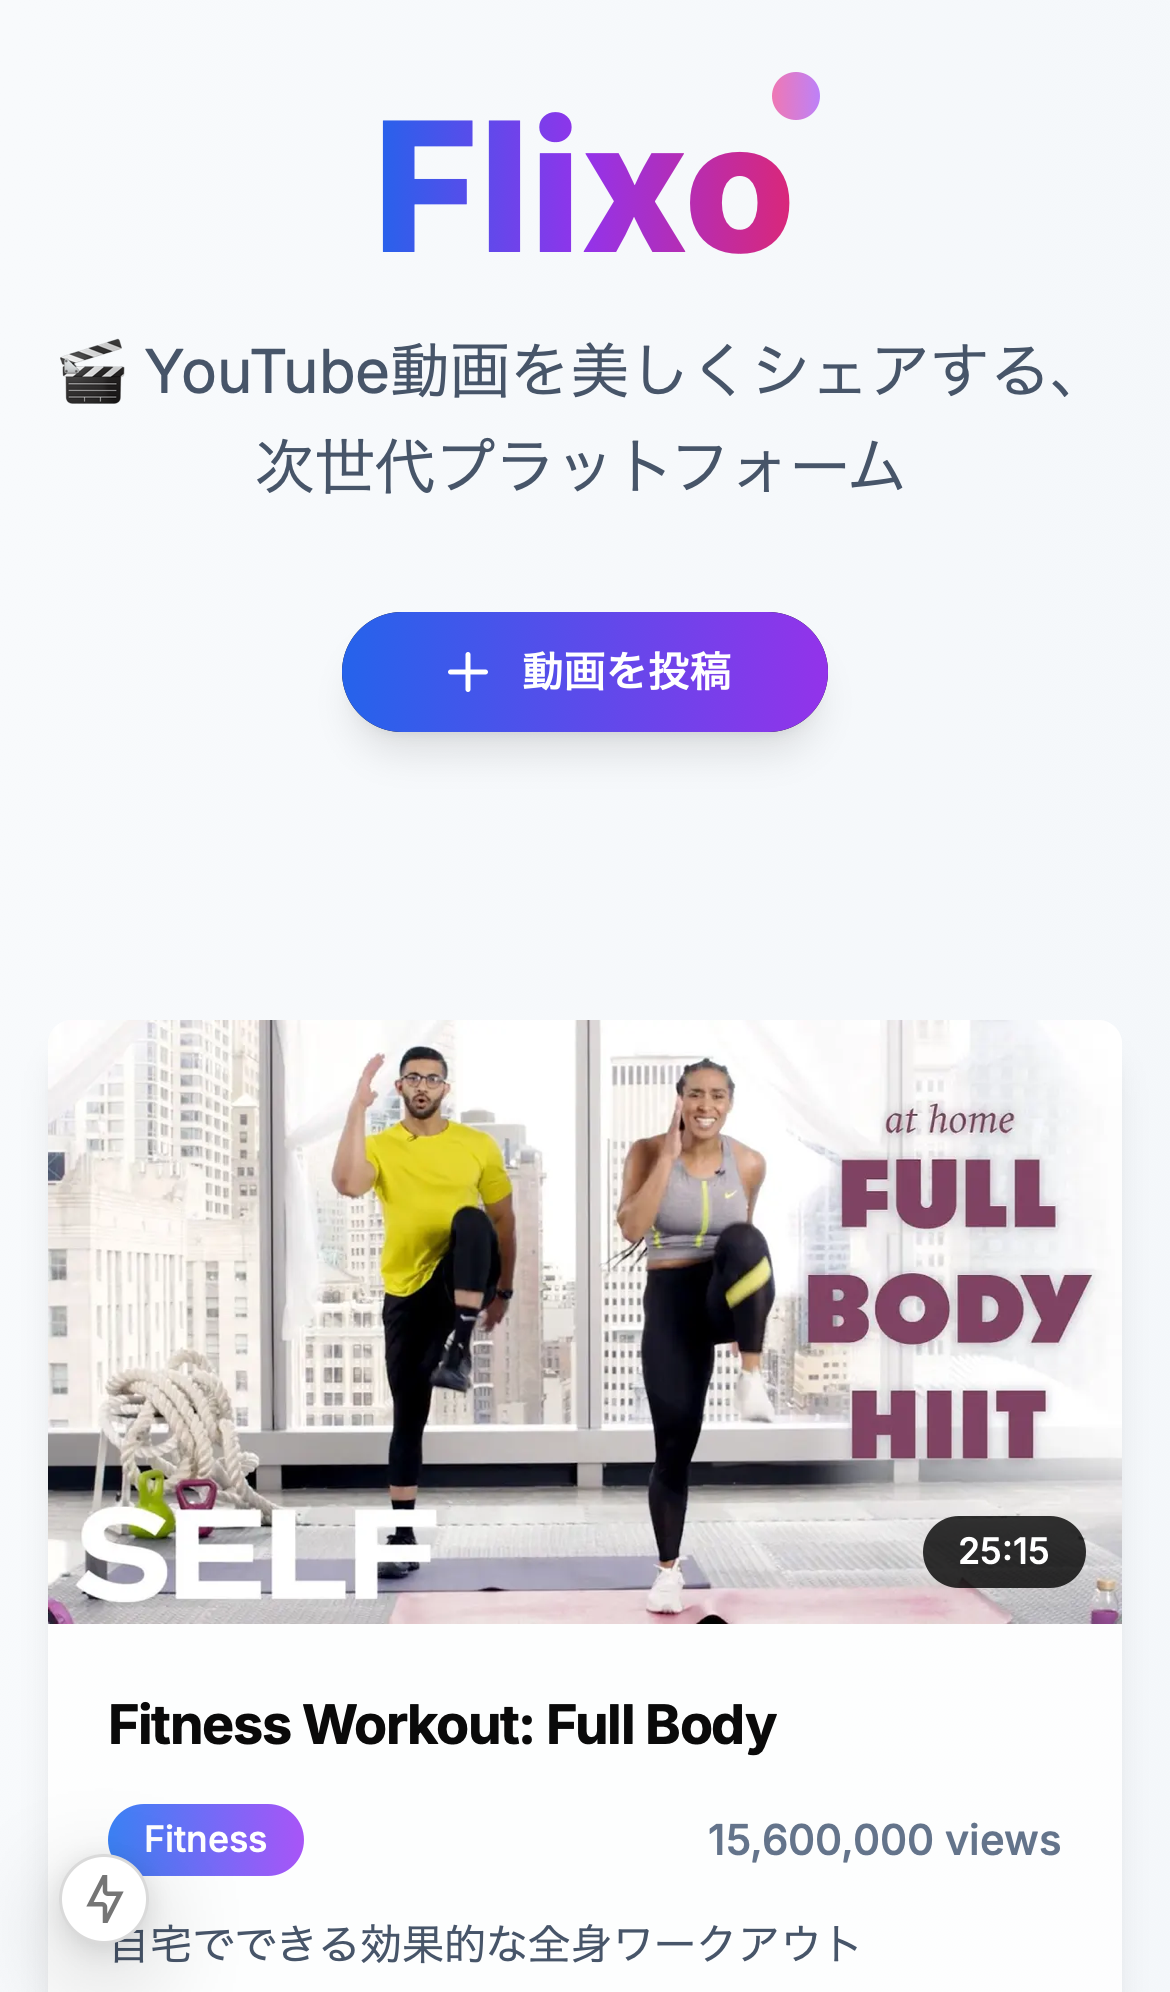 Flixo
🎬 YouTube動画を美しくシェアする、
次世代プラットフォーム
動画を投稿
at home
FULL
BODY
HIIT
SELF
25:15
Fitness Workout: Full Body
Fitness
15,600,000 views
自宅でできる効果的な全身ワークアウト